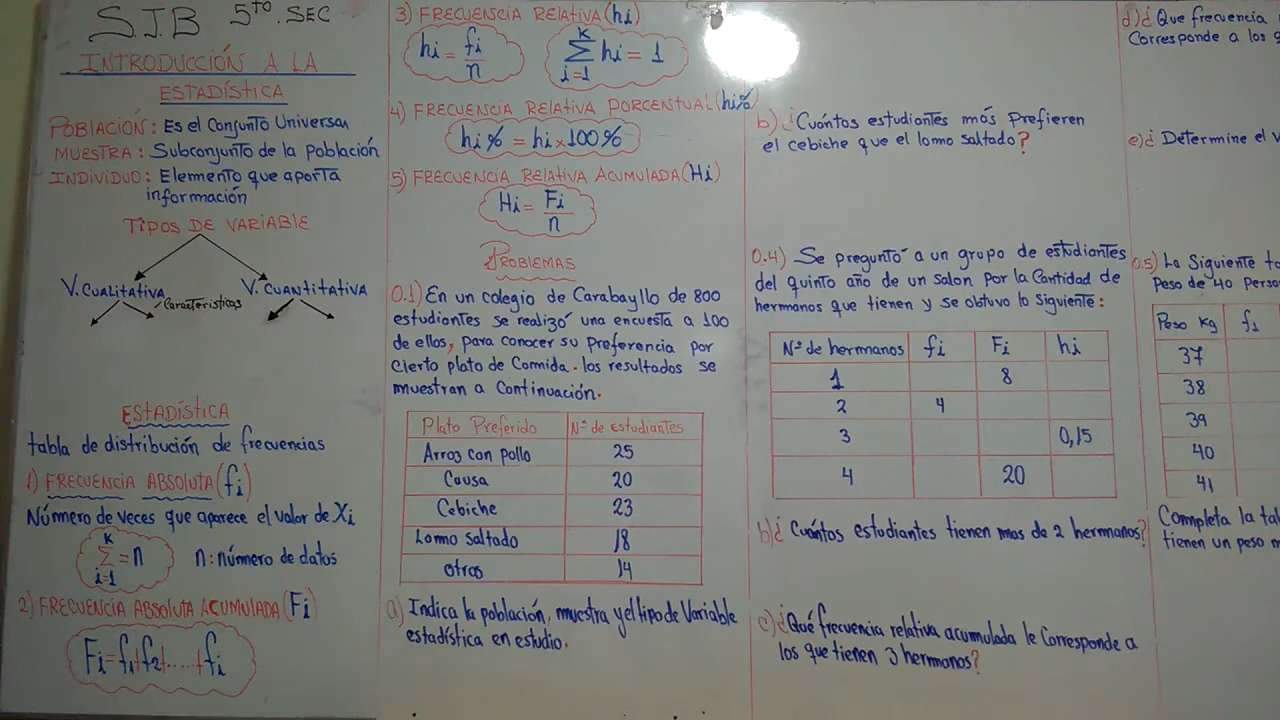 S.J.B 5to. SEC
INTRODUCCIÓN A LA
ESTADÍSTICA
POBLACIÓN: Es el Conjunto Universal
MUESTRA: Subconjunto de la población
INDIVIDUO: Elemento que aporta
información
TIPOS DE VARIABLE
V. CUALITATIVA V. CUANTITATIVA
Características
ESTADÍSTICA
tabla de distribución de frecuencias
1) FRECUENCIA ABSOLUTA (fi)
Número de veces que aparece el valor de Xi
K
∑ = n n: número de datos
i=1
2) FRECUENCIA ABSOLUTA ACUMULADA (Fi)
Fi = f1+f2+.....+fi
3) FRECUENCIA RELATIVA (hi)
hi = fi/n
K
∑ hi = 1
i=1
4) FRECUENCIA RELATIVA PORCENTUAL (hi%)
hi% = hi × 100%
5) FRECUENCIA RELATIVA ACUMULADA (Hi)
Hi = Fi/n
PROBLEMAS
0.1) En un colegio de Carabayllo de 800
estudiantes se realizó una encuesta a 100
de ellos, para conocer su preferencia por
cierto plato de Comida. los resultados se
muestran a Continuación.
Plato Preferido N° de estudiantes
Arros con pollo 25
Causa 20
Cebiche 23
Lomo saltado 18
otros 14
a) Indica la población, muestra y el tipo de Variable
estadística en estudio.
b) ¿Cuántos estudiantes más prefieren
el cebiche que el lomo saltado?
0.4) Se preguntó a un grupo de estudiantes
del quinto año de un salon por la Cantidad de
hermanos que tienen y se obtuvo lo siguiente:
N° de hermanos fi Fi hi
1 8
2 4
3 0,15
4 20
b) ¿Cuántos estudiantes tienen mas de 2 hermanos?
c) ¿Qué frecuencia relativa acumulada le Corresponde a
los que tienen 3 hermanos?
d) ¿Que frecuencia
Corresponde a los
e) ¿ Determine el
0.5) La Siguiente
Peso de 40
Peso kg f1
37
38
39
40
41
Completa la
tienen un peso